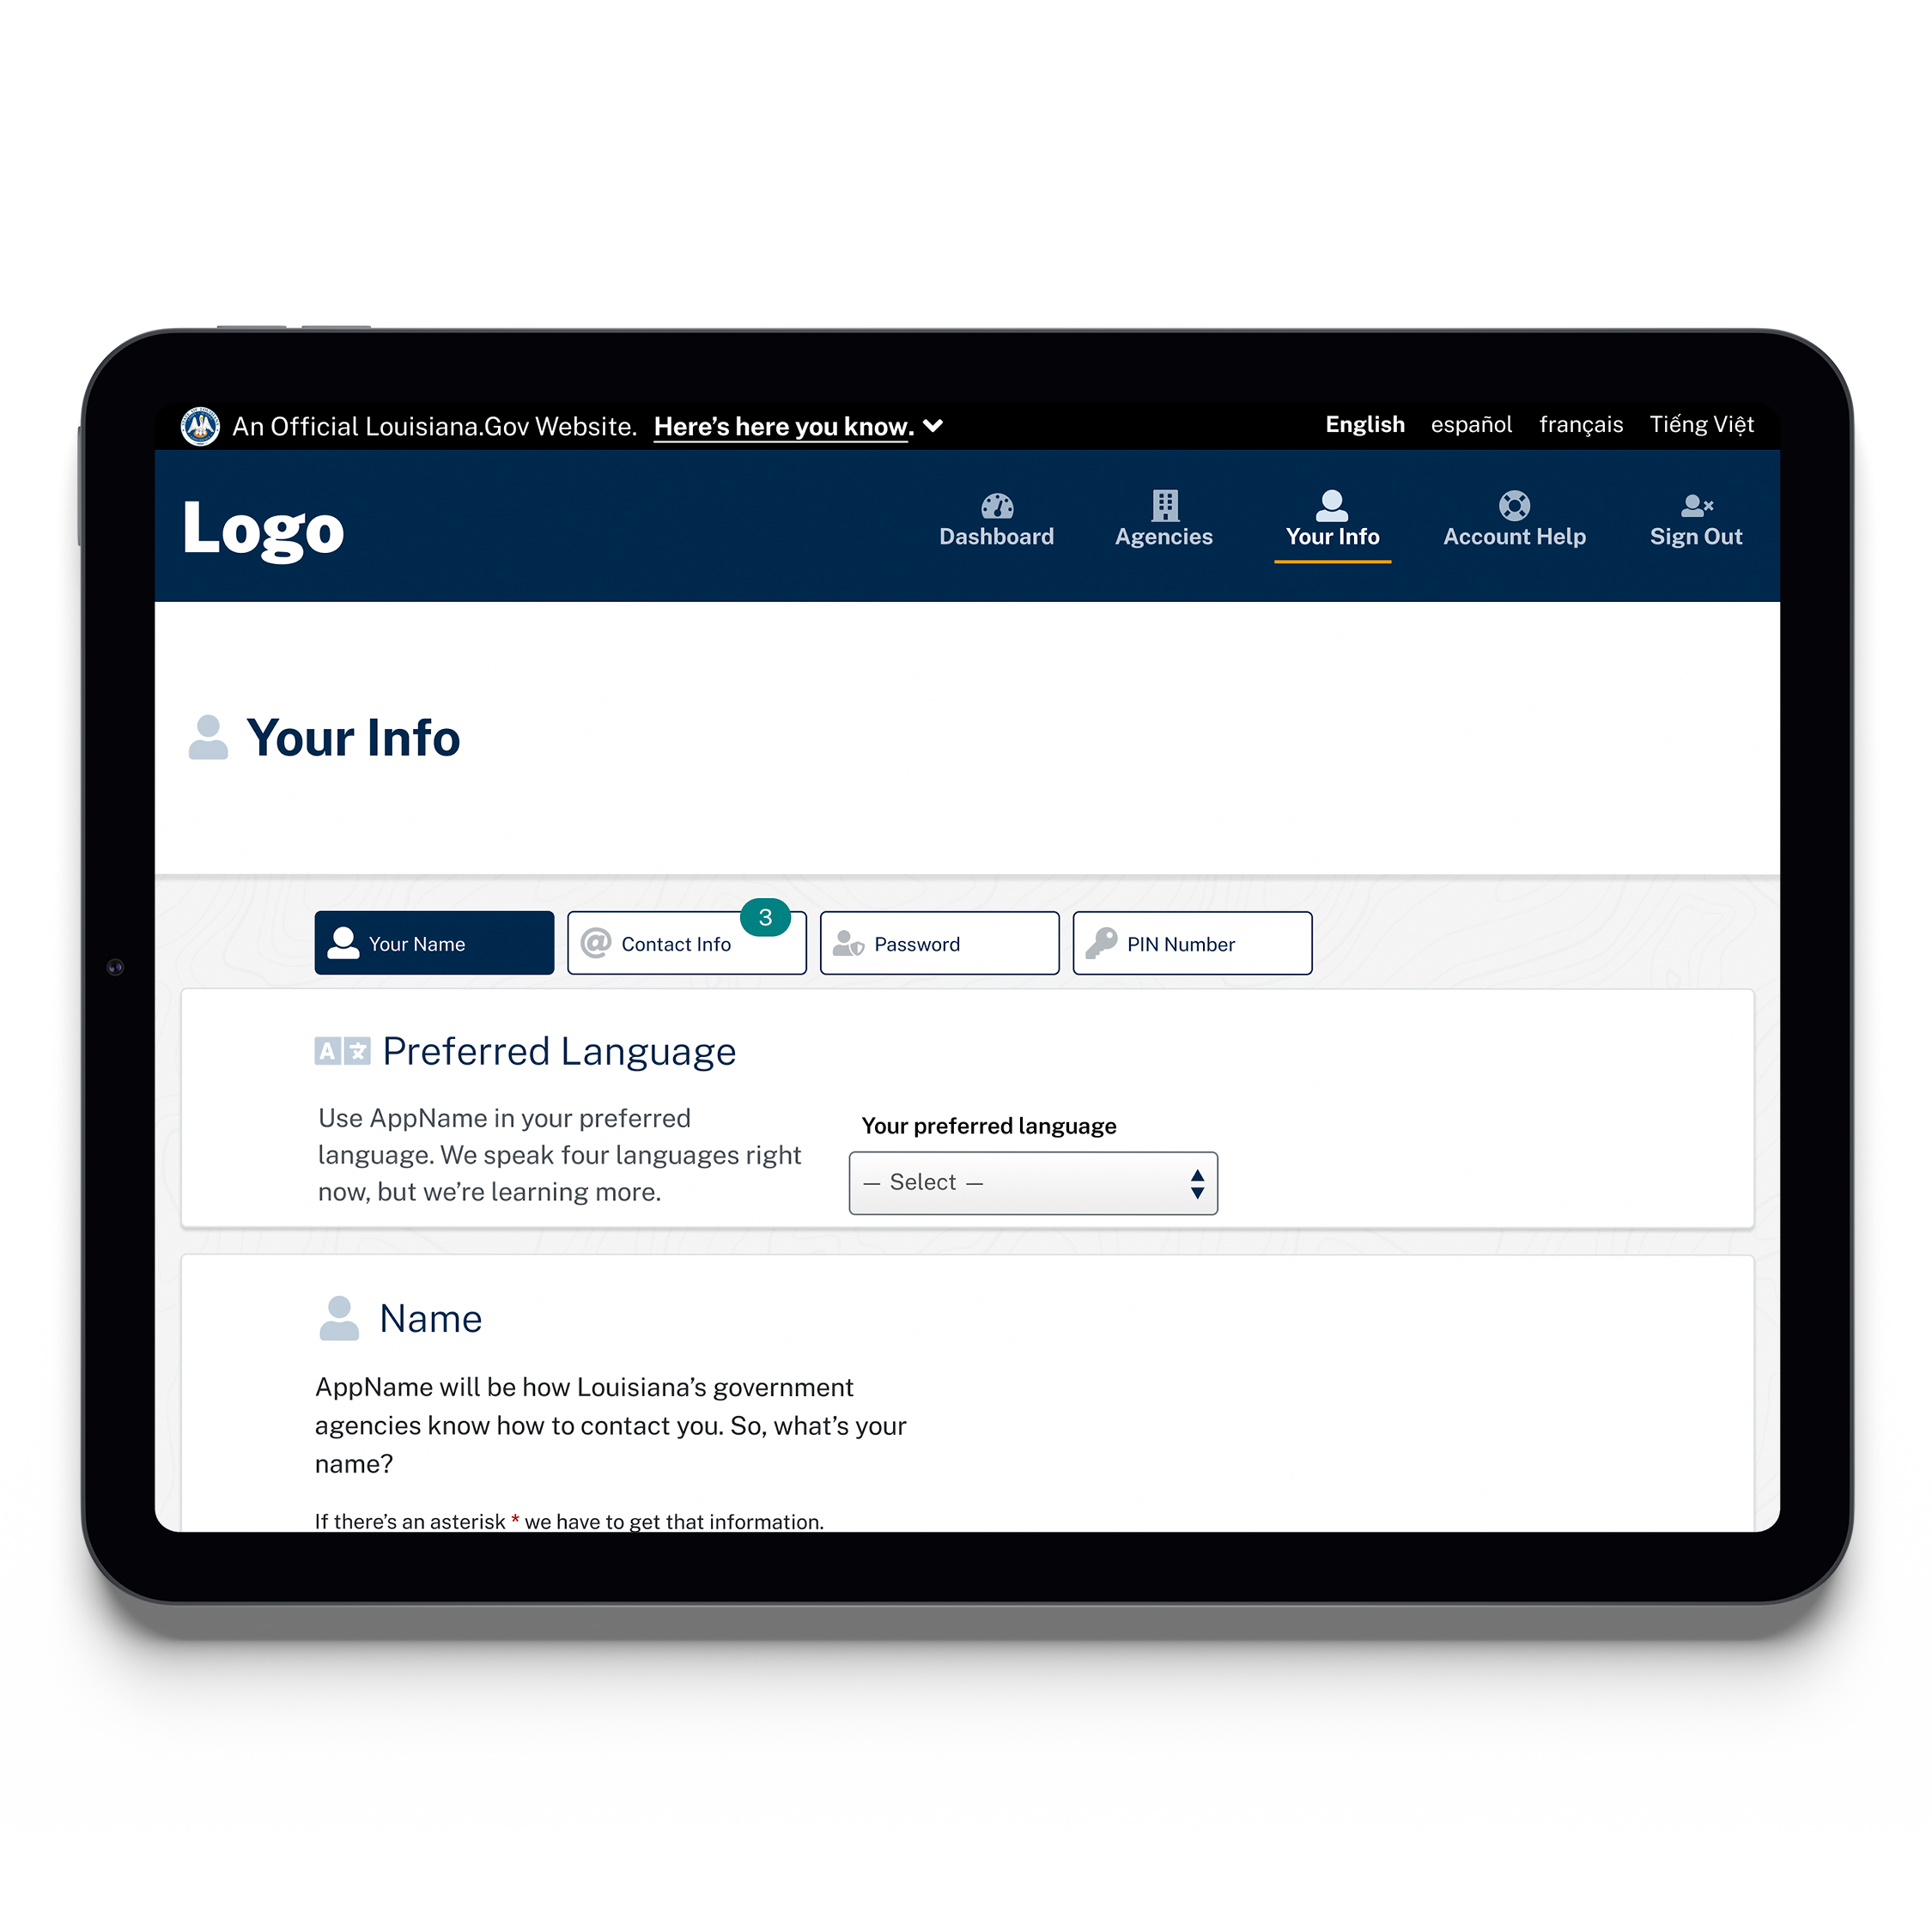 An Official Louisiana.Gov Website. Here’s here you know.
English español français Tiếng Việt
Logo
Dashboard Agencies Your Info Account Help Sign Out
Your Info
Your Name
Contact Info
3
Password
PIN Number
Preferred Language
Use AppName in your preferred
language. We speak four languages right
now, but we’re learning more.
Your preferred language
— Select —
Name
AppName will be how Louisiana’s government
agencies know how to contact you. So, what’s your
name?
If there’s an asterisk * we have to get that information.